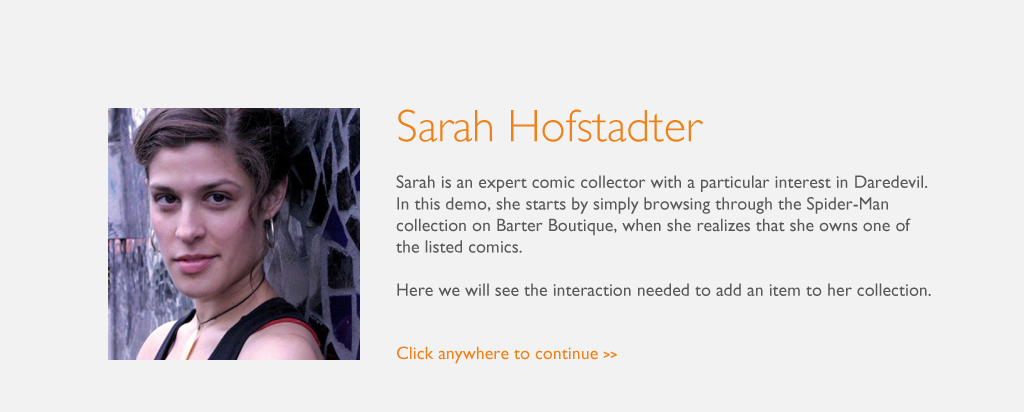 Sarah Hofstadter
Sarah is an expert comic collector with a particular interest in Daredevil.
In this demo, she starts by simply browsing through the Spider-Man
collection on Barter Boutique, when she realizes that she owns one of
the listed comics.
Here we will see the interaction needed to add an item to her collection.
Click anywhere to continue >>